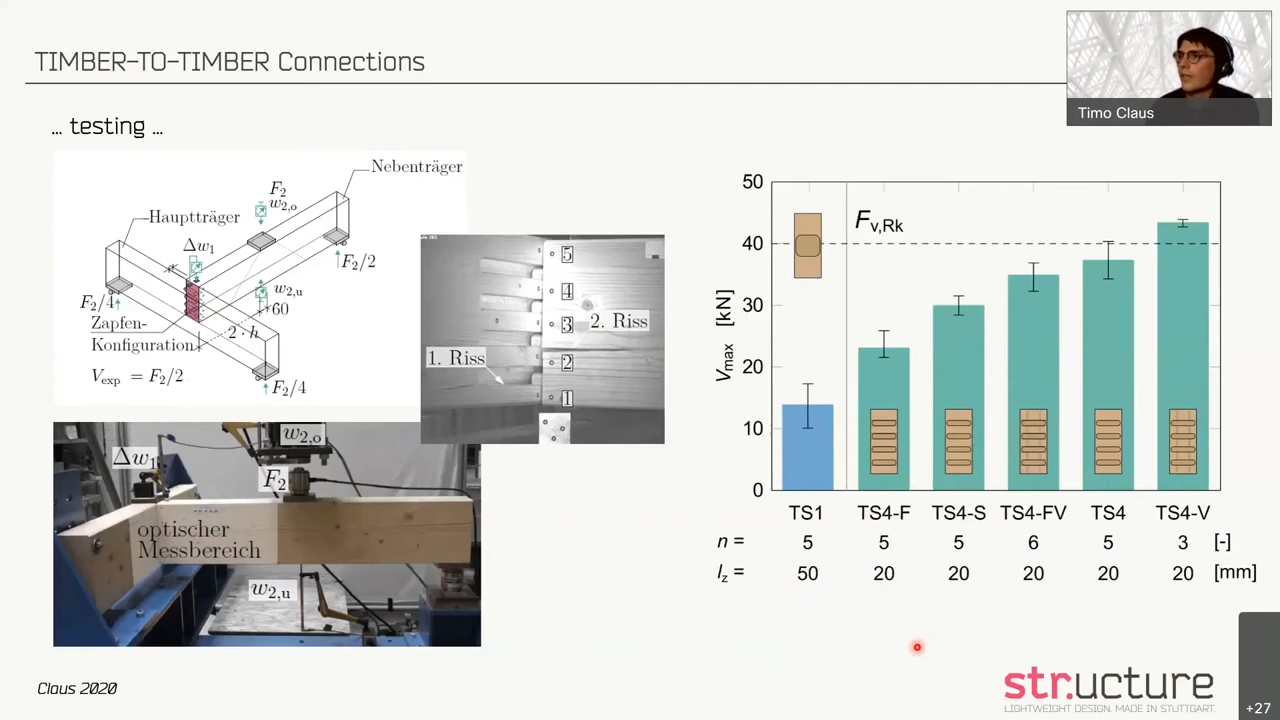 TIMBER-TO-TIMBER Connections
Timo Claus
... testing ...
Nebenträger
Hauptträger
F₂
w₂,ₒ
Δw₁
F₂/2
w₂,ᵤ
60
F₂/4
Zapfen-
Konfiguration
2 · h
V_exp = F₂/2
F₂/4
5
4
3
2. Riss
1. Riss
2
1
w₂,ₒ
Δw₁
F₂
optischer
Messbereich
w₂,ᵤ
V_max [kN]
50
40
30
20
10
0
F_v,Rk
TS1 TS4-F TS4-S TS4-FV TS4 TS4-V
n = 5 5 5 6 5 3 [-]
l_z = 50 20 20 20 20 20 [mm]
Claus 2020
str.ucture
LIGHTWEIGHT DESIGN. MADE IN STUTTGART.
+27